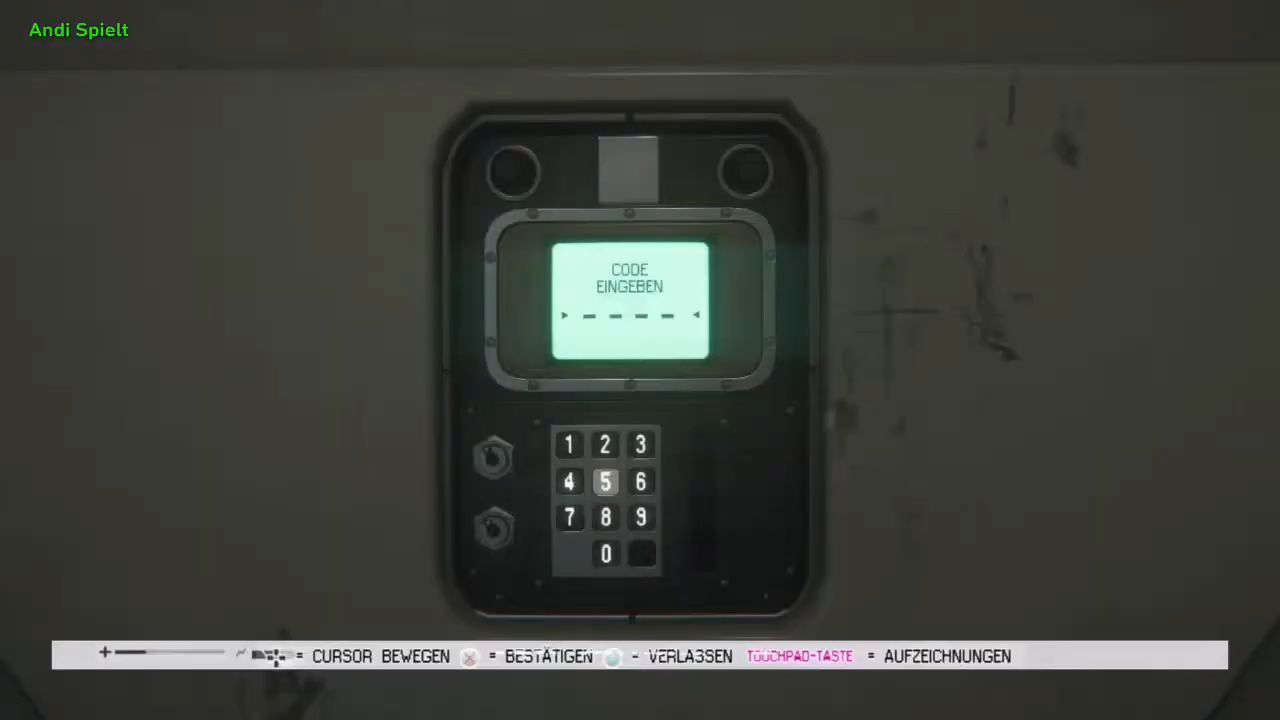 Andi Spielt
CODE
EINGEBEN
1 2 3
4 5 6
7 8 9
0
= CURSOR BEWEGEN = BESTÄTIGEN - VERLASSEN TOUCHPAD-TASTE = AUFZEICHNUNGEN